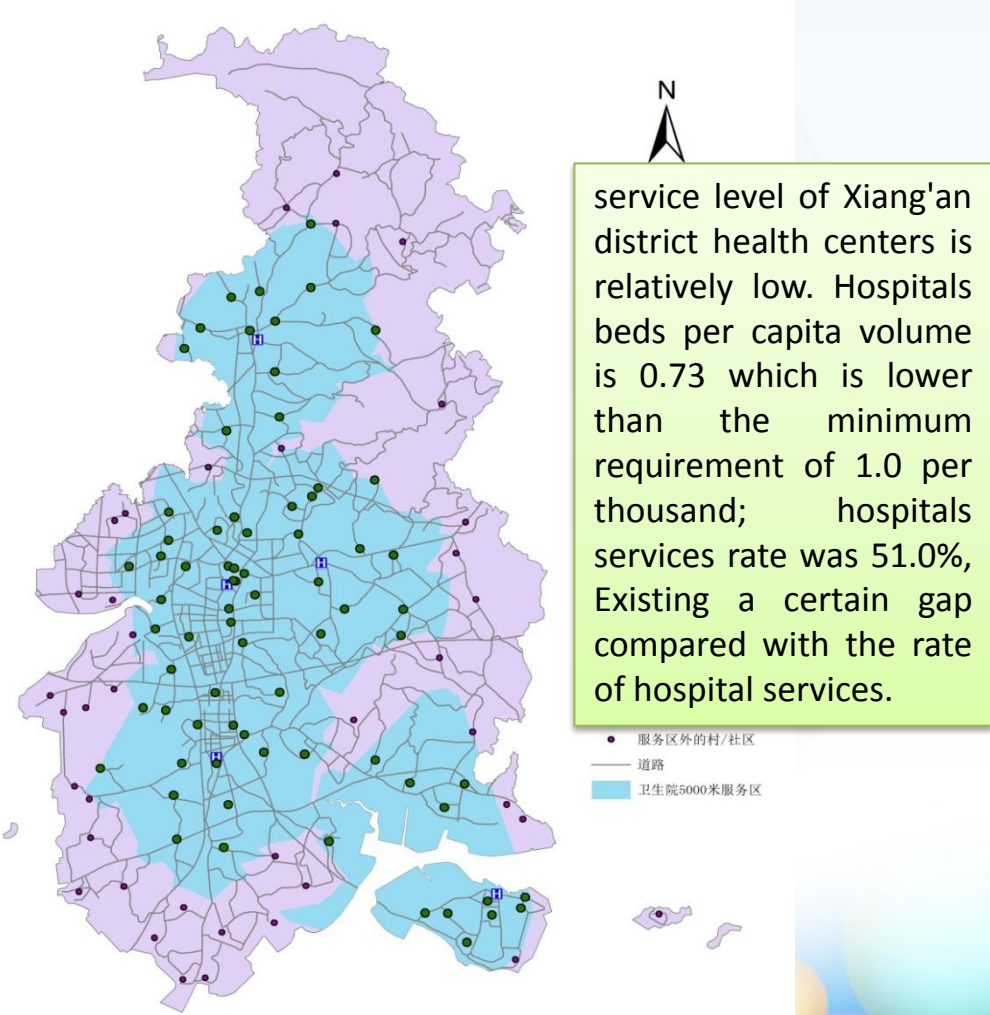 N
service level of Xiang'an
district health centers is
relatively low. Hospitals
beds per capita volume
is 0.73 which is lower
than the minimum
requirement of 1.0 per
thousand; hospitals
services rate was 51.0%,
Existing a certain gap
compared with the rate
of hospital services.
服务区外的村/社区
道路
卫生院5000米服务区
H
H
H
H
H